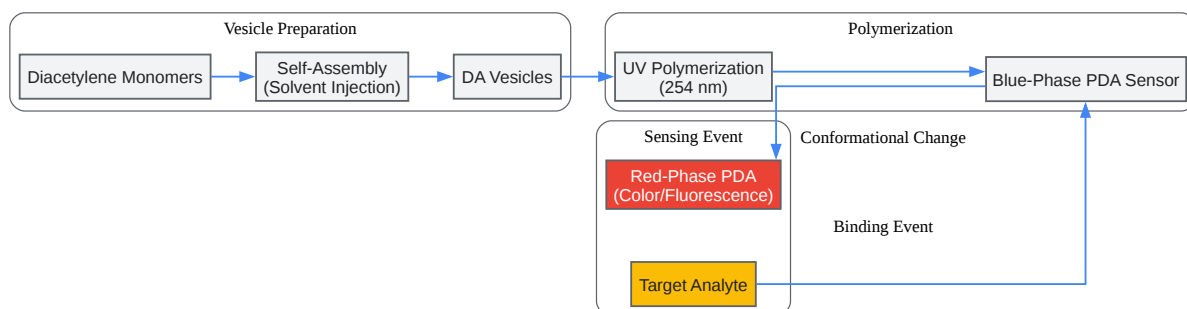 Vesicle Preparation
Polymerization
Diacetylene Monomers
Self-Assembly
(Solvent Injection)
DA Vesicles
UV Polymerization
(254 nm)
Blue-Phase PDA Sensor
Sensing Event
Conformational Change
Red-Phase PDA
(Color/Fluorescence)
Binding Event
Target Analyte